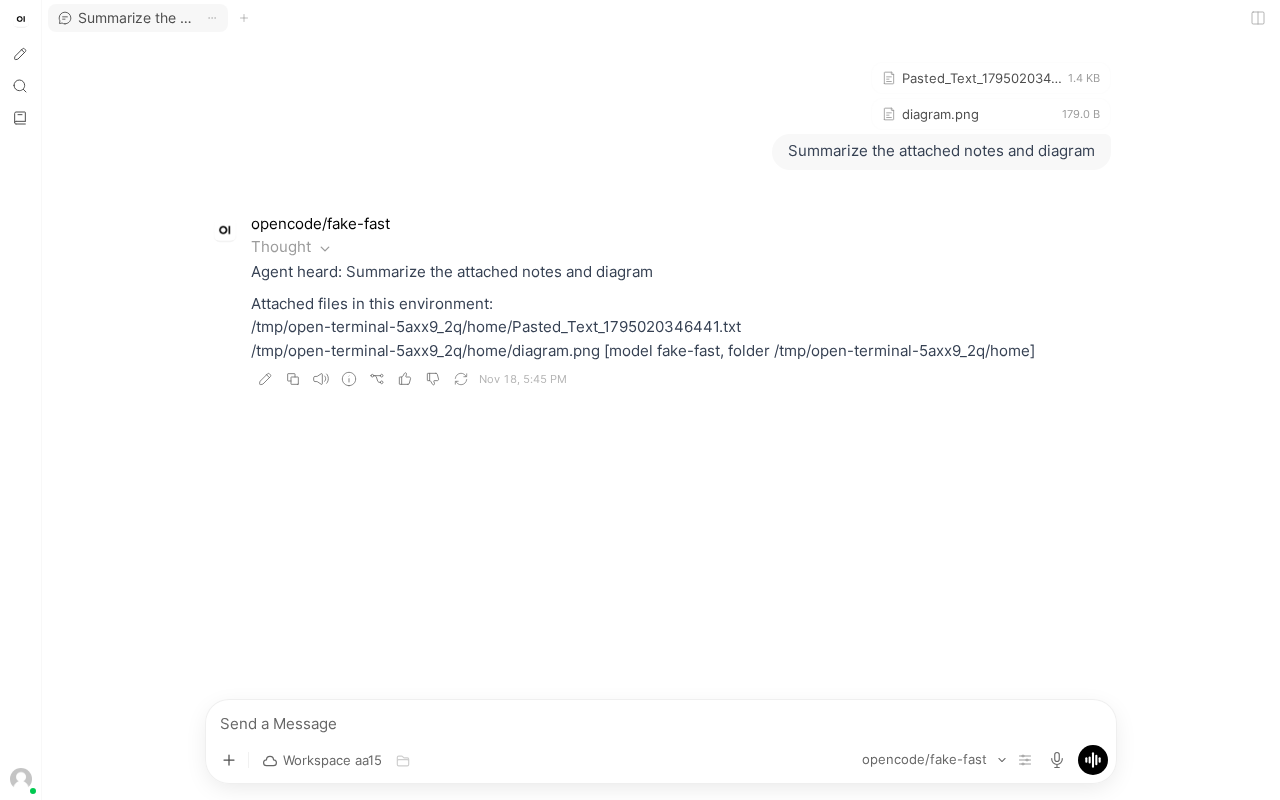 OI
Summarize the ...
Pasted_Text_179502034... 1.4 KB
diagram.png 179.0 B
Summarize the attached notes and diagram
OI
opencode/fake-fast
Thought
Agent heard: Summarize the attached notes and diagram
Attached files in this environment:
/tmp/open-terminal-5axx9_2q/home/Pasted_Text_1795020346441.txt
/tmp/open-terminal-5axx9_2q/home/diagram.png [model fake-fast, folder /tmp/open-terminal-5axx9_2q/home]
Nov 18, 5:45 PM
Send a Message
Workspace aa15
opencode/fake-fast